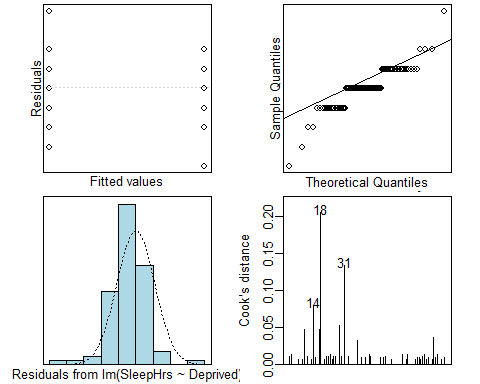 Residuals
Fitted values
Sample Quantiles
Theoretical Quantiles
Residuals from lm(SleepHrs ~ Deprived)
Cook's distance
0.00 0.05 0.10 0.15 0.20
18
31
14